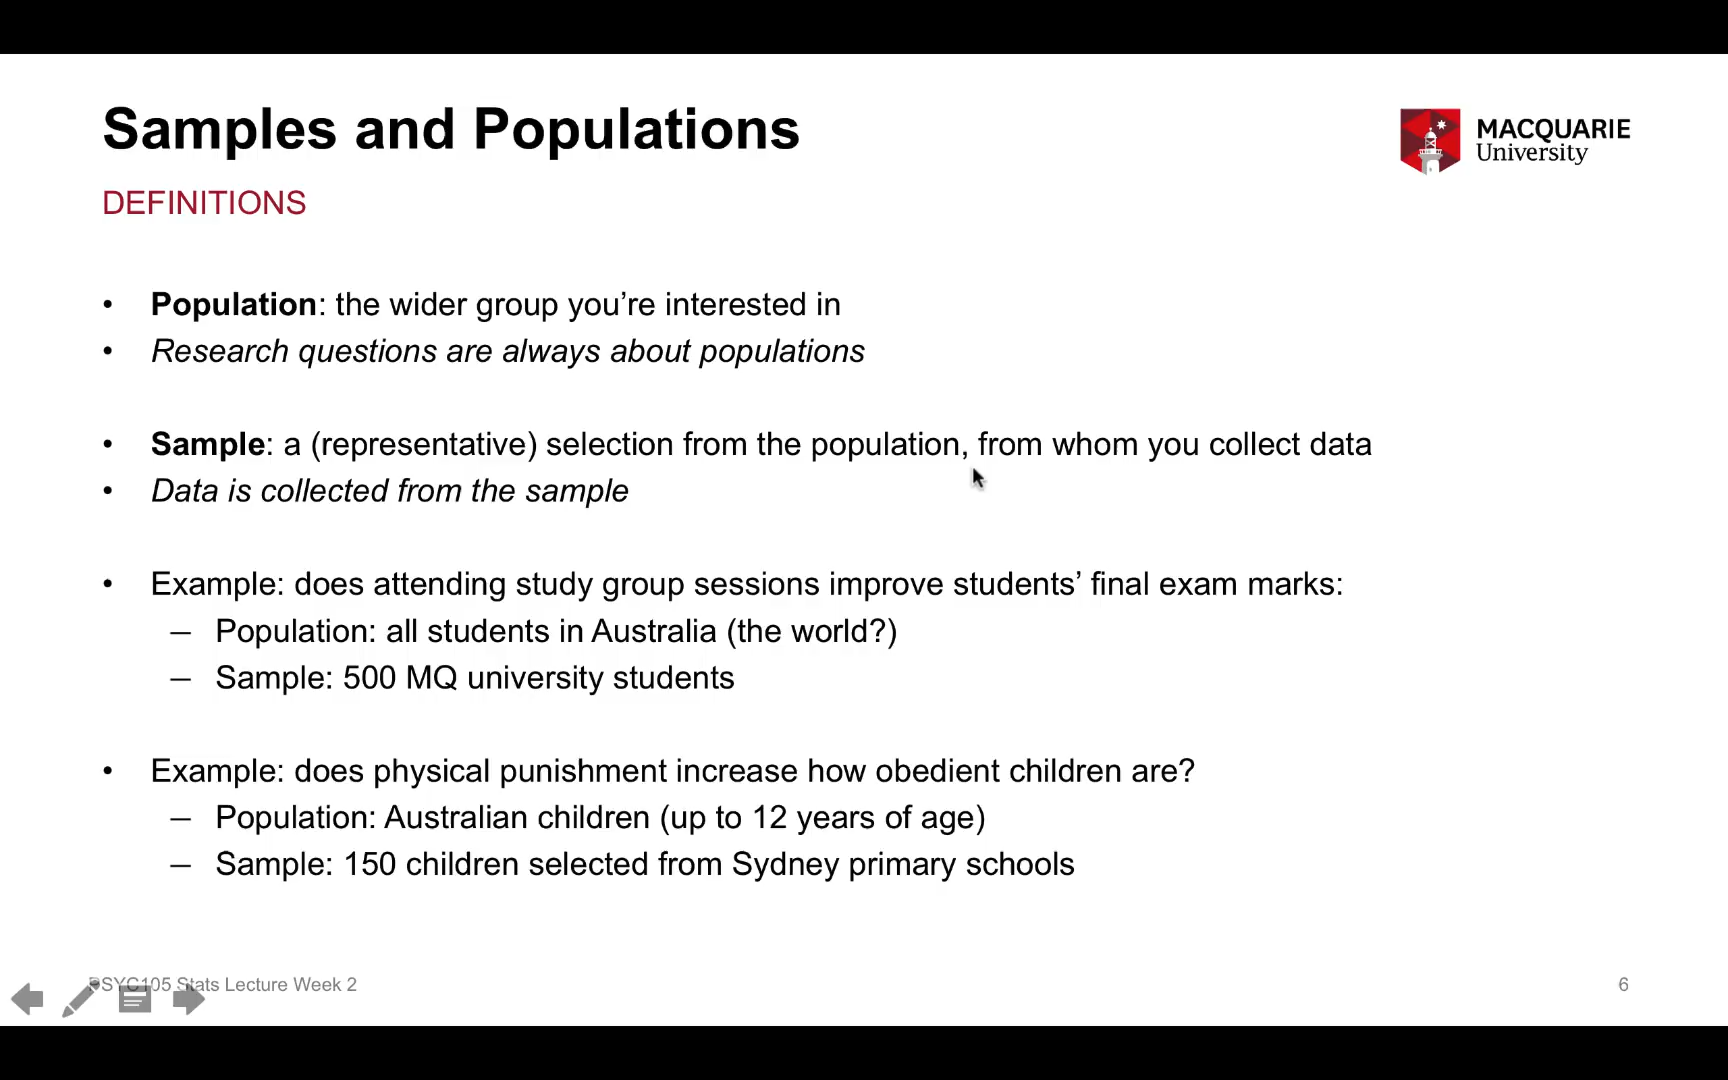 Samples and Populations
MACQUARIE
University
DEFINITIONS
• Population: the wider group you’re interested in
• Research questions are always about populations
• Sample: a (representative) selection from the population, from whom you collect data
• Data is collected from the sample
• Example: does attending study group sessions improve students’ final exam marks:
– Population: all students in Australia (the world?)
– Sample: 500 MQ university students
• Example: does physical punishment increase how obedient children are?
– Population: Australian children (up to 12 years of age)
– Sample: 150 children selected from Sydney primary schools
PSYC105 Stats Lecture Week 2
6